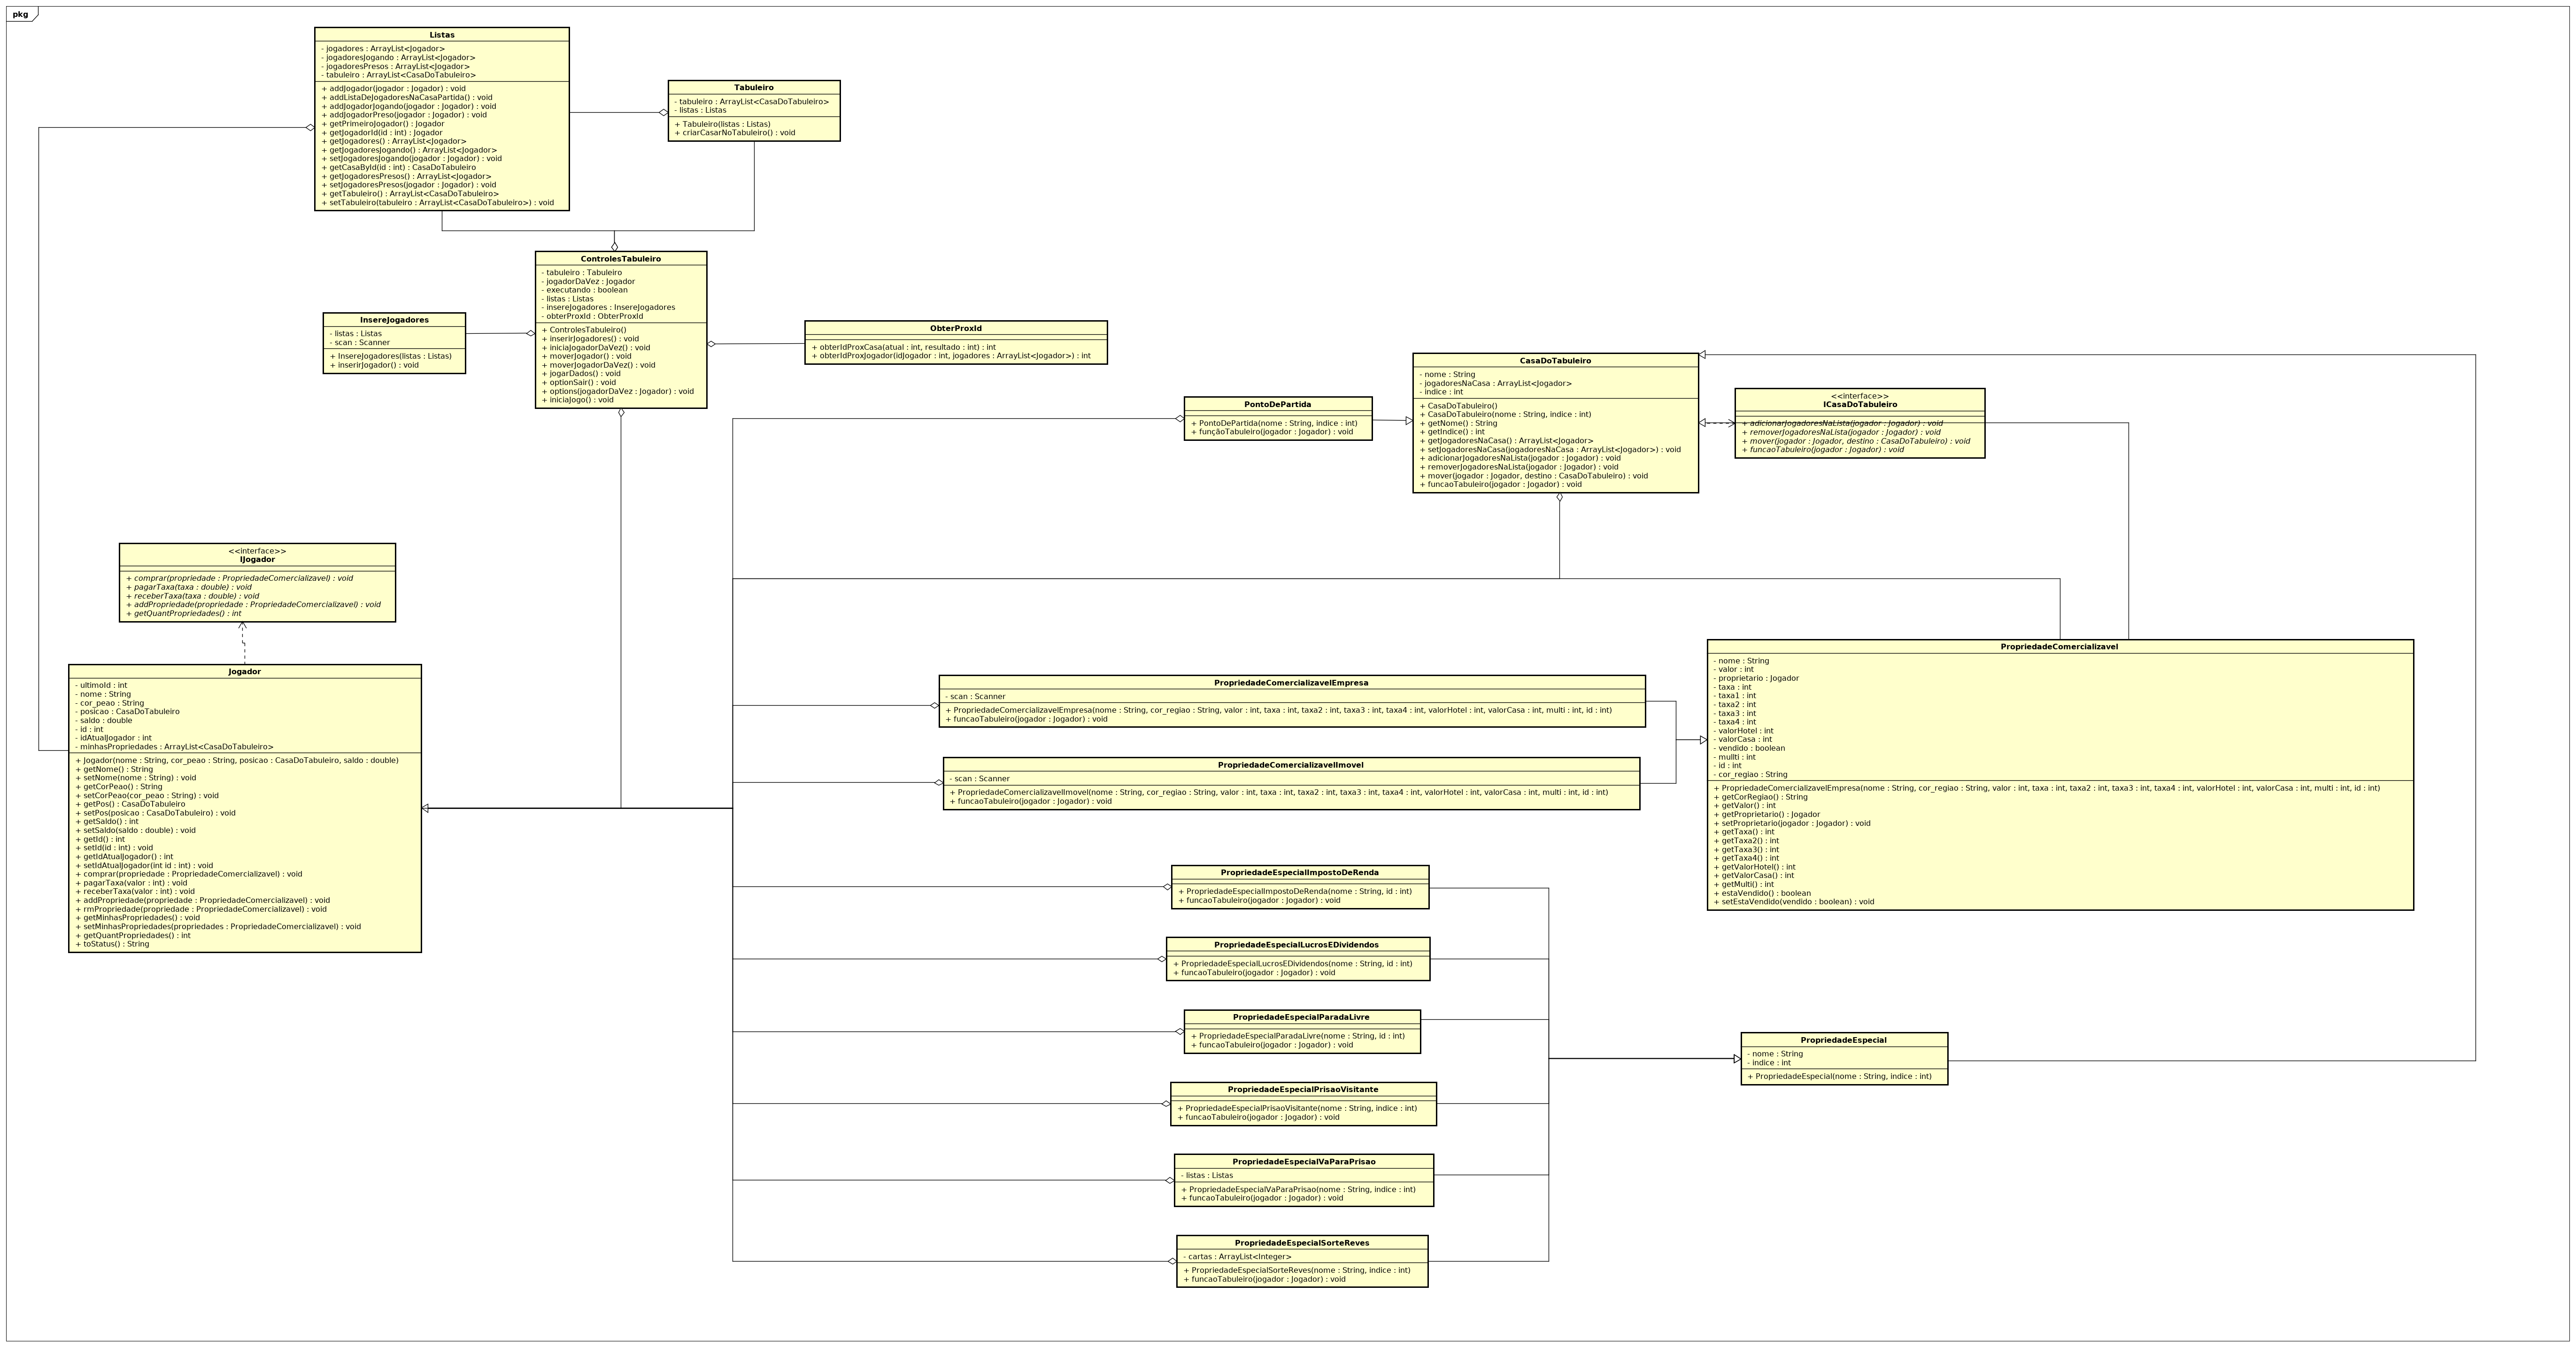 pkg
Listas
- jogadores : ArrayList<Jogador>
- jogadoresJogando : ArrayList<Jogador>
- jogadoresPresos : ArrayList<Jogador>
- tabuleiro : ArrayList<CasaDoTabuleiro>
+ addJogador(jogador : Jogador) : void
+ addListaDeJogadoresNaCasaPartida() : void
+ addJogadorJogando(jogador : Jogador) : void
+ addJogadorPreso(jogador : Jogador) : void
+ getPrimeiroJogador() : Jogador
+ getJogadorId(id : int) : Jogador
+ getJogadores() : ArrayList<Jogador>
+ getJogadoresJogando() : ArrayList<Jogador>
+ setJogadoresJogando(jogador : Jogador) : void
+ getCasaById(id : int) : CasaDoTabuleiro
+ getJogadoresPresos() : ArrayList<Jogador>
+ setJogadoresPresos(jogador : Jogador) : void
+ getTabuleiro() : ArrayList<CasaDoTabuleiro>
+ setTabuleiro(tabuleiro : ArrayList<CasaDoTabuleiro>) : void
Tabuleiro
- tabuleiro : ArrayList<CasaDoTabuleiro>
- listas : Listas
+ Tabuleiro(listas : Listas)
+ criarCasarNoTabuleiro() : void
ControlesTabuleiro
- tabuleiro : Tabuleiro
- jogadorDaVez : Jogador
- executando : boolean
- listas : Listas
- insereJogadores : InsereJogadores
- obterProxId : ObterProxId
+ ControlesTabuleiro()
+ inserirJogadores() : void
+ iniciaJogadorDaVez() : void
+ moverJogador() : void
+ moverJogadorDaVez() : void
+ jogarDados() : void
+ optionSair() : void
+ options(jogadorDaVez : Jogador) : void
+ iniciaJogo() : void
InsereJogadores
- listas : Listas
- scan : Scanner
+ InsereJogadores(listas : Listas)
+ inserirJogador() : void
ObterProxId
+ obterIdProxCasa(atual : int, resultado : int) : int
+ obterIdProxJogador(idJogador : int, jogadores : ArrayList<Jogador>) : int
PontoDePartida
+ PontoDePartida(nome : String, indice : int)
+ funçãoTabuleiro(jogador : Jogador) : void
CasaDoTabuleiro
- nome : String
- jogadoresNaCasa : ArrayList<Jogador>
- indice : int
+ CasaDoTabuleiro()
+ CasaDoTabuleiro(nome : String, indice : int)
+ getNome() : String
+ getIndice() : int
+ getJogadoresNaCasa() : ArrayList<Jogador>
+ setJogadoresNaCasa(jogadoresNaCasa : ArrayList<Jogador>) : void
+ adicionarJogadoresNaLista(jogador : Jogador) : void
+ removerJogadoresNaLista(jogador : Jogador) : void
+ mover(jogador : Jogador, destino : CasaDoTabuleiro) : void
+ funcaoTabuleiro(jogador : Jogador) : void
<<interface>>
ICasaDoTabuleiro
+ adicionarJogadoresNaLista(jogador : Jogador) : void
+ removerJogadoresNaLista(jogador : Jogador) : void
+ mover(jogador : Jogador, destino : CasaDoTabuleiro) : void
+ funcaoTabuleiro(jogador : Jogador) : void
<<interface>>
IJogador
+ comprar(propriedade : PropriedadeComercializavel) : void
+ pagarTaxa(taxa : double) : void
+ receberTaxa(taxa : double) : void
+ addPropriedade(propriedade : PropriedadeComercializavel) : void
+ getQuantPropriedades() : int
Jogador
- ultimoId : int
- nome : String
- cor_peao : String
- posicao : CasaDoTabuleiro
- saldo : double
- id : int
- idAtualJogador : int
- minhasPropriedades : ArrayList<CasaDoTabuleiro>
+ Jogador(nome : String, cor_peao : String, posicao : CasaDoTabuleiro, saldo : double)
+ getNome() : String
+ setNome(nome : String) : void
+ getCorPeao() : String
+ setCorPeao(cor_peao : String) : void
+ getPos() : CasaDoTabuleiro
+ setPos(posicao : CasaDoTabuleiro) : void
+ getSaldo() : int
+ setSaldo(saldo : double) : void
+ getId() : int
+ setId(id : int) : void
+ getIdAtualJogador() : int
+ setIdAtualJogador(int id : int) : void
+ comprar(propriedade : PropriedadeComercializavel) : void
+ pagarTaxa(valor : int) : void
+ receberTaxa(valor : int) : void
+ addPropriedade(propriedade : PropriedadeComercializavel) : void
+ rmPropriedade(propriedade : PropriedadeComercializavel) : void
+ getMinhasPropriedades() : void
+ setMinhasPropriedades(propriedades : PropriedadeComercializavel) : void
+ getQuantPropriedades() : int
+ toStatus() : String
PropriedadeComercializavelEmpresa
- scan : Scanner
+ PropriedadeComercializavelEmpresa(nome : String, cor_regiao : String, valor : int, taxa : int, taxa2 : int, taxa3 : int, taxa4 : int, valorHotel : int, valorCasa : int, multi : int, id : int)
+ funcaoTabuleiro(jogador : Jogador) : void
PropriedadeComercializavelImovel
- scan : Scanner
+ PropriedadeComercializavelImovel(nome : String, cor_regiao : String, valor : int, taxa : int, taxa2 : int, taxa3 : int, taxa4 : int, valorHotel : int, valorCasa : int, multi : int, id : int)
+ funcaoTabuleiro(jogador : Jogador) : void
PropriedadeComercializavel
- nome : String
- valor : int
- proprietario : Jogador
- taxa : int
- taxa1 : int
- taxa2 : int
- taxa3 : int
- taxa4 : int
- valorHotel : int
- valorCasa : int
- vendido : boolean
- mullti : int
- id : int
- cor_regiao : String
+ PropriedadeComercializavelEmpresa(nome : String, cor_regiao : String, valor : int, taxa : int, taxa2 : int, taxa3 : int, taxa4 : int, valorHotel : int, valorCasa : int, multi : int, id : int)
+ getCorRegiao() : String
+ getValor() : int
+ getProprietario() : Jogador
+ setProprietario(jogador : Jogador) : void
+ getTaxa() : int
+ getTaxa2() : int
+ getTaxa3() : int
+ getTaxa4() : int
+ getValorHotel() : int
+ getValorCasa() : int
+ getMulti() : int
+ estaVendido() : boolean
+ setEstaVendido(vendido : boolean) : void
PropriedadeEspecialImpostoDeRenda
+ PropriedadeEspecialImpostoDeRenda(nome : String, id : int)
+ funcaoTabuleiro(jogador : Jogador) : void
PropriedadeEspecialLucrosEDividendos
+ PropriedadeEspecialLucrosEDividendos(nome : String, id : int)
+ funcaoTabuleiro(jogador : Jogador) : void
PropriedadeEspecialParadaLivre
+ PropriedadeEspecialParadaLivre(nome : String, id : int)
+ funcaoTabuleiro(jogador : Jogador) : void
PropriedadeEspecial
- nome : String
- indice : int
+ PropriedadeEspecial(nome : String, indice : int)
PropriedadeEspecialPrisaoVisitante
+ PropriedadeEspecialPrisaoVisitante(nome : String, indice : int)
+ funcaoTabuleiro(jogador : Jogador) : void
PropriedadeEspecialVaParaPrisao
- listas : Listas
+ PropriedadeEspecialVaParaPrisao(nome : String, indice : int)
+ funcaoTabuleiro(jogador : Jogador) : void
PropriedadeEspecialSorteReves
- cartas : ArrayList<Integer>
+ PropriedadeEspecialSorteReves(nome : String, indice : int)
+ funcaoTabuleiro(jogador : Jogador) : void